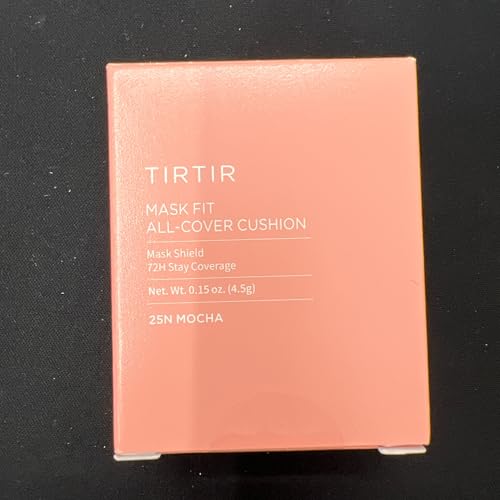 TIRTIR
MASK FIT
ALL-COVER CUSHION
Mask Shield
72H Stay Coverage
Net. Wt. 0.15 oz. (4.5g)
25N MOCHA